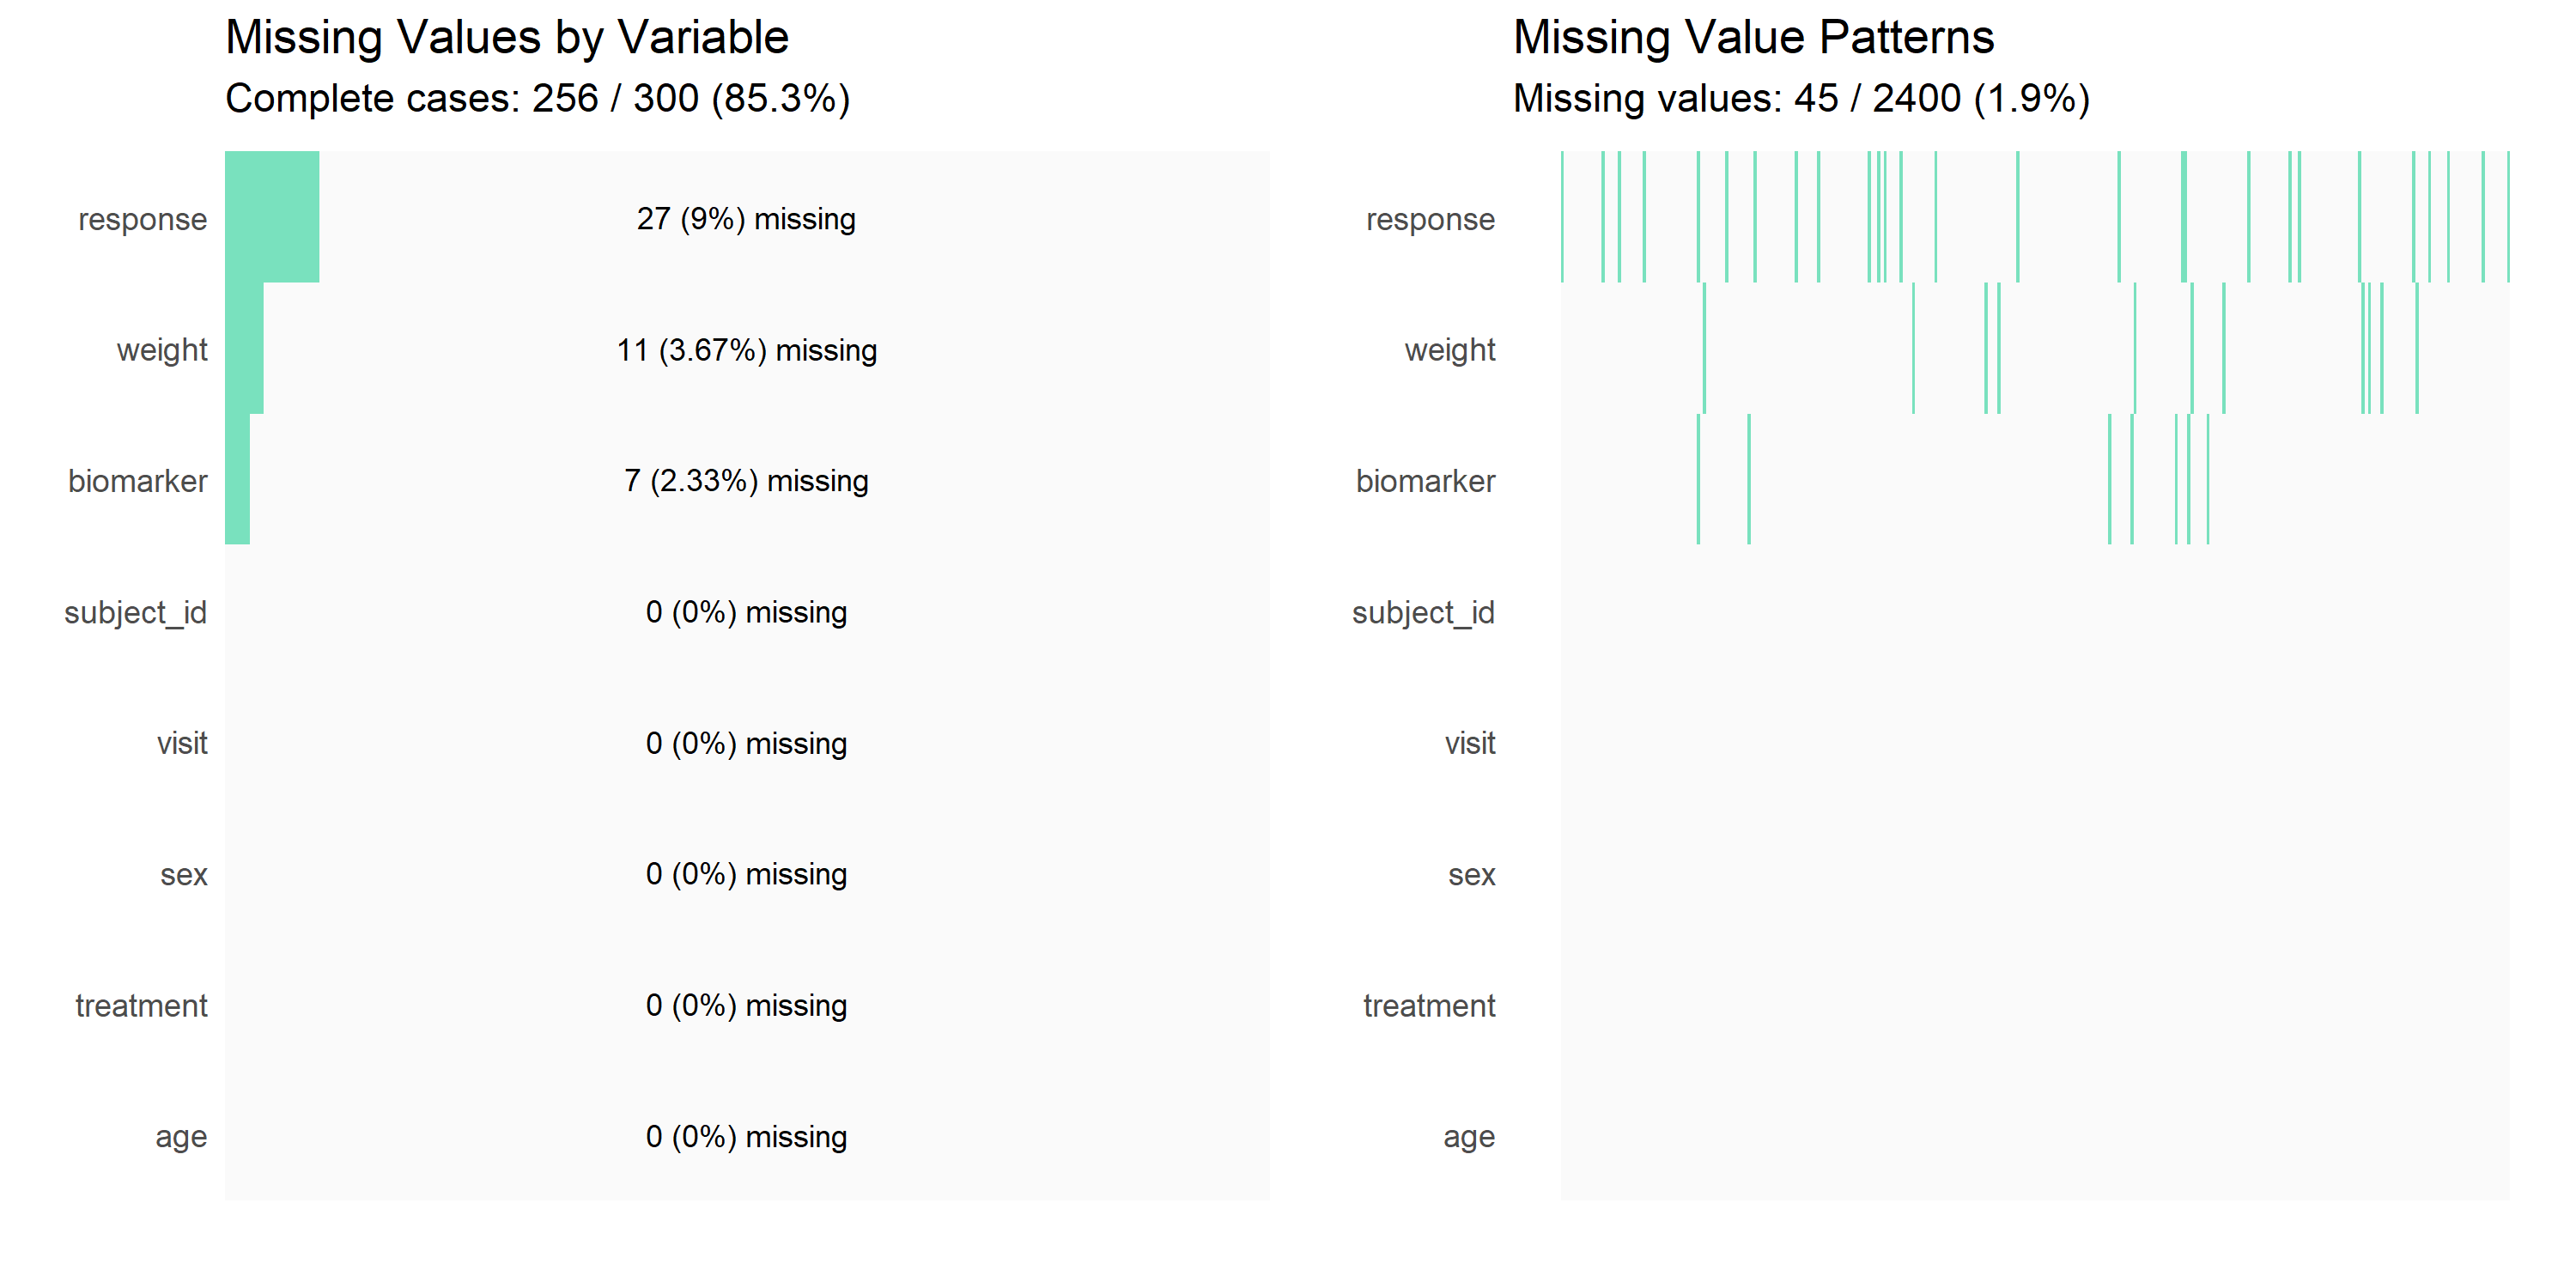 Missing Values by Variable
Complete cases: 256 / 300 (85.3%)
response
27 (9%) missing
weight
11 (3.67%) missing
biomarker
7 (2.33%) missing
subject_id
0 (0%) missing
visit
0 (0%) missing
sex
0 (0%) missing
treatment
0 (0%) missing
age
0 (0%) missing
Missing Value Patterns
Missing values: 45 / 2400 (1.9%)
response
weight
biomarker
subject_id
visit
sex
treatment
age